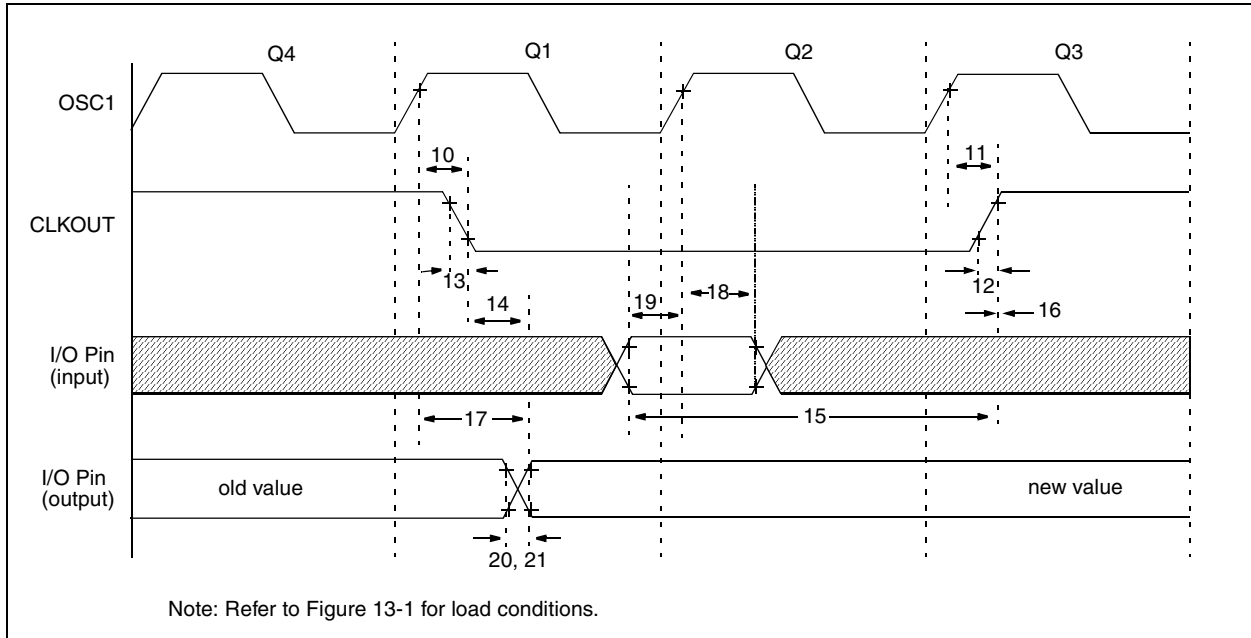 Q4 Q1 Q2 Q3
OSC1
10 11
CLKOUT
13 12
14 19 18 16
I/O Pin
(input)
17 15
I/O Pin
(output)
old value new value
20, 21
Note: Refer to Figure 13-1 for load conditions.